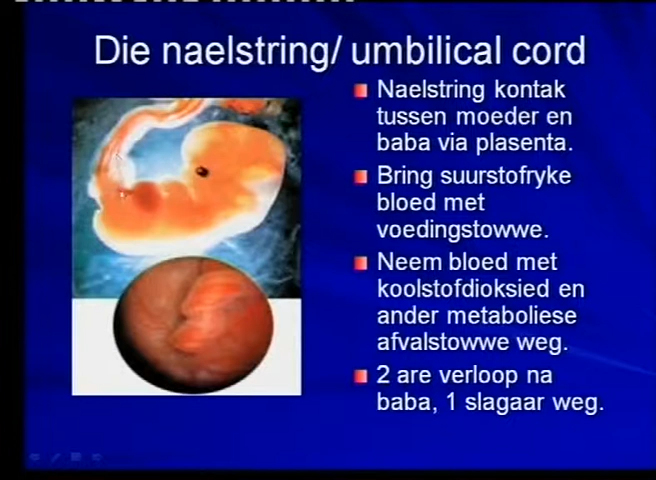 Die naelstring/ umbilical cord
Naelstring kontak
tussen moeder en
baba via plasenta.
Bring suurstofryke
bloed met
voedingstowwe.
Neem bloed met
koolstofdioksied en
ander metaboliese
afvalstowwe weg.
2 are verloop na
baba, 1 slagaar weg.